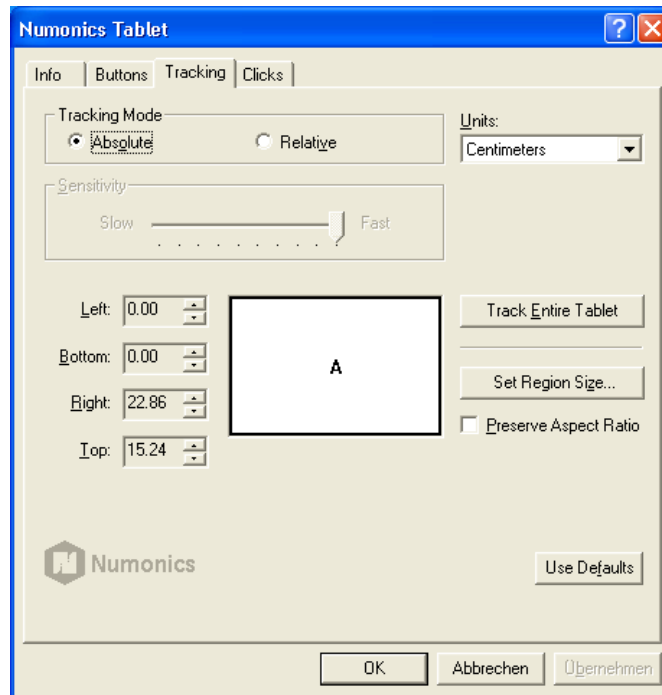 Numonics Tablet
Info Buttons Tracking Clicks
Tracking Mode
Absolute Relative
Units:
Centimeters
Sensitivity
Slow Fast
Left: 0.00
Bottom: 0.00
Right: 22.86
Top: 15.24
A
Track Entire Tablet
Set Region Size...
Preserve Aspect Ratio
Numonics
Use Defaults
OK Abbrechen Übernehmen